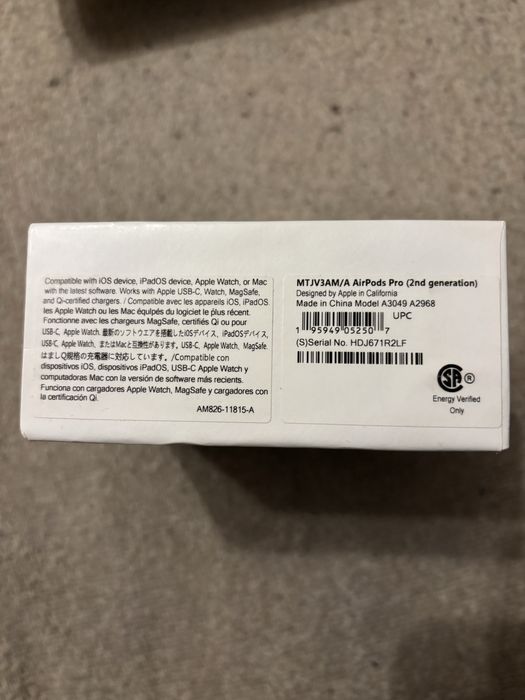 Compatible with iOS device, iPadOS device, Apple Watch, or Mac
with the latest software. Works with Apple USB-C, Watch, MagSafe,
and Qi-certified chargers. / Compatible avec les appareils iOS, iPadOS
les Apple Watch ou les Mac équipés du logiciel le plus récent.
Fonctionne avec les chargeurs MagSafe, certifiés Qi ou pour
USB-C, Apple Watch. 最新のソフトウエアを搭載したiOSデバイス、iPadOSデバイス,
Apple Watch、またはMacと互換性があります。USB-C、Apple Watch、MagSafe、
はましQ規格の充電器に対応しています。/Compatible con
dispositivos iOS, dispositivos iPadOS, USB-C Apple Watch y
computadoras Mac con la versión de software más recients.
Funciona con cargadores Apple Watch, MagSafe y cargadores con
la certificatión Qi.
AM826-11815-A
MTJV3AM/A AirPods Pro (2nd generation)
Designed by Apple in California
Made in China Model A3049 A2968
UPC
1 95949 05250 7
(S)Serial No. HDJ671R2LF
SA ®
Energy Verified
Only